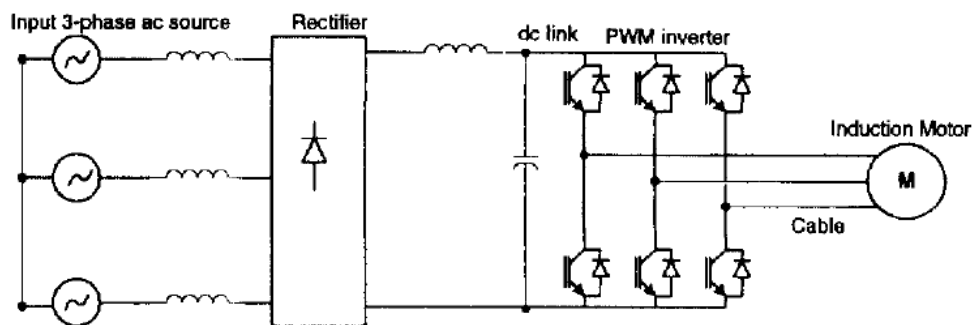 Input 3-phase ac source
Rectifier
dc link
PWM inverter
Induction Motor
M
Cable